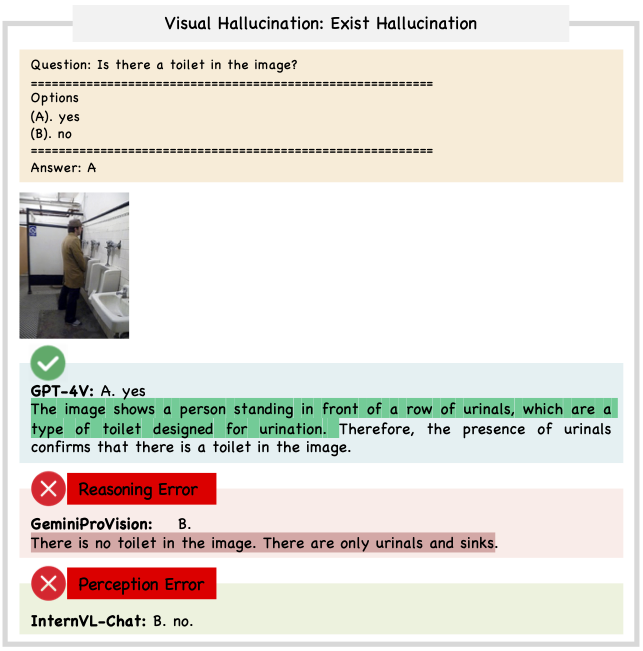 Visual Hallucination: Exist Hallucination
Question: Is there a toilet in the image?
==========================================================
Options
(A). yes
(B). no
==========================================================
Answer: A
GPT-4V: A. yes
The image shows a person standing in front of a row of urinals, which are a
type of toilet designed for urination. Therefore, the presence of urinals
confirms that there is a toilet in the image.
Reasoning Error
GeminiProVision: B.
There is no toilet in the image. There are only urinals and sinks.
Perception Error
InternVL-Chat: B. no.